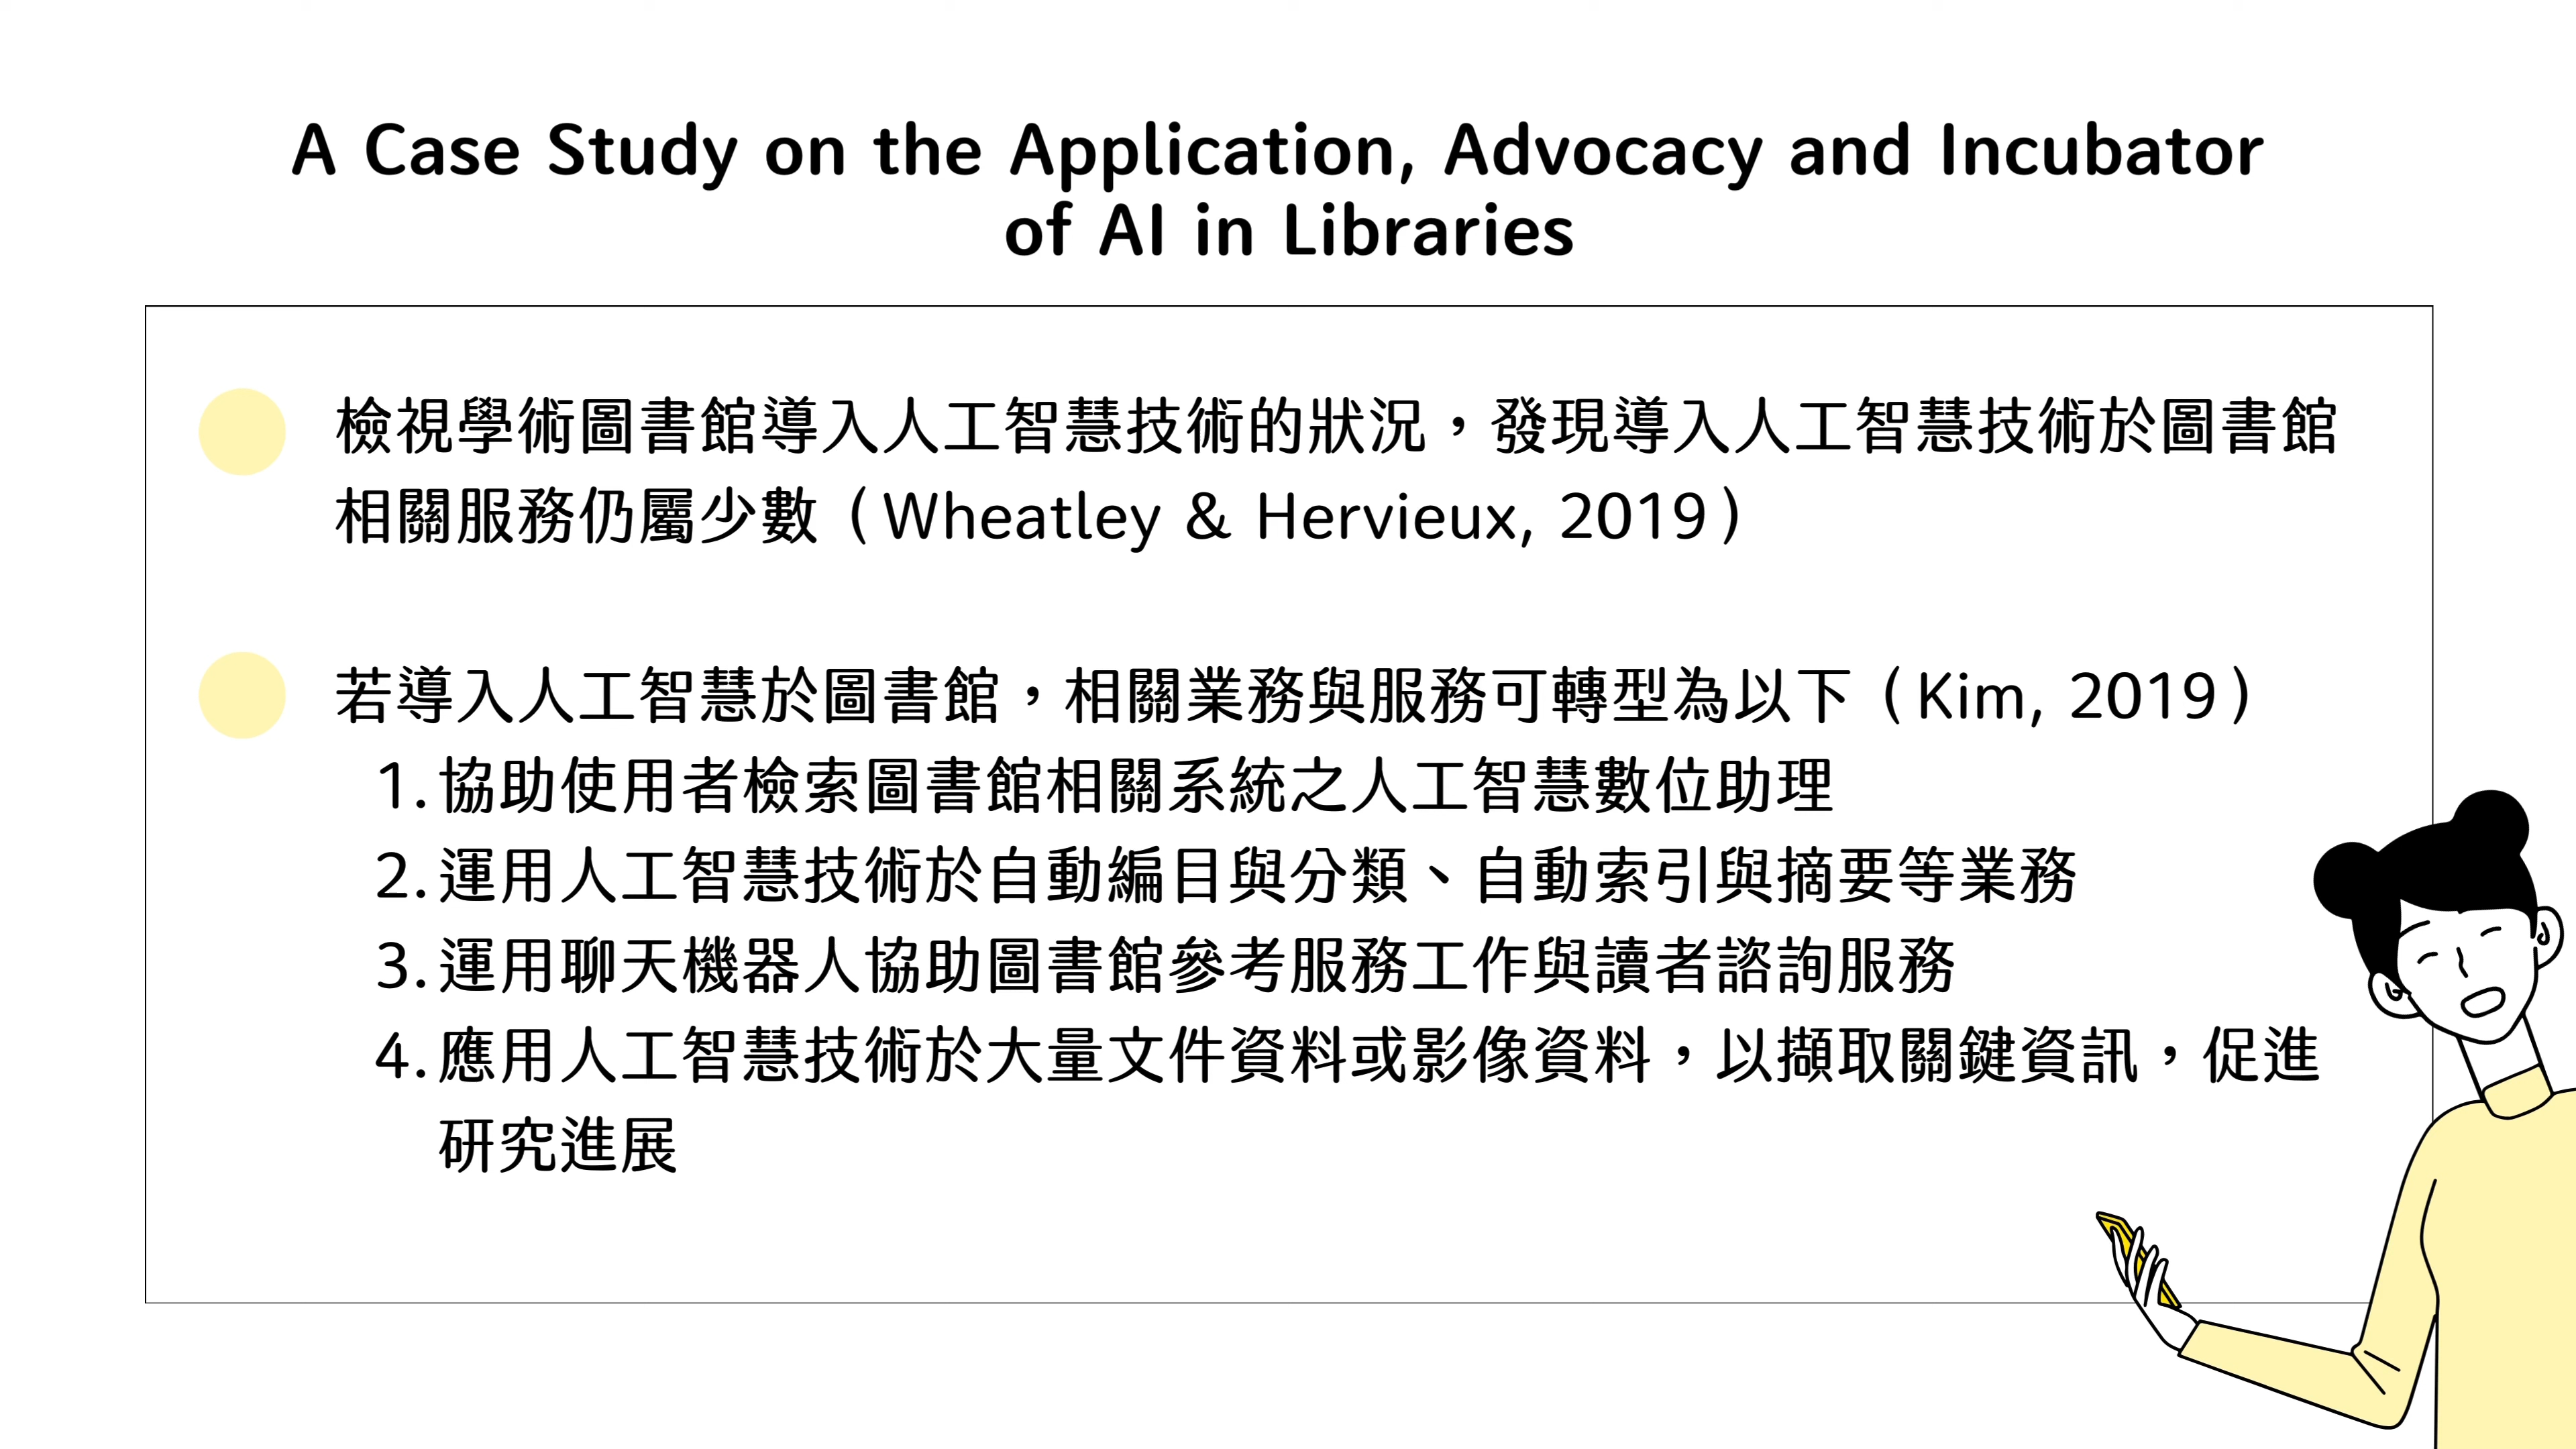 A Case Study on the Application, Advocacy and Incubator
of AI in Libraries
檢視學術圖書館導入人工智慧技術的狀況，發現導入人工智慧技術於圖書館
相關服務仍屬少數（Wheatley & Hervieux, 2019）
若導入人工智慧於圖書館，相關業務與服務可轉型為以下（Kim, 2019）
1. 協助使用者檢索圖書館相關系統之人工智慧數位助理
2. 運用人工智慧技術於自動編目與分類、自動索引與摘要等業務
3. 運用聊天機器人協助圖書館參考服務工作與讀者諮詢服務
4. 應用人工智慧技術於大量文件資料或影像資料，以擷取關鍵資訊，促進
研究進展